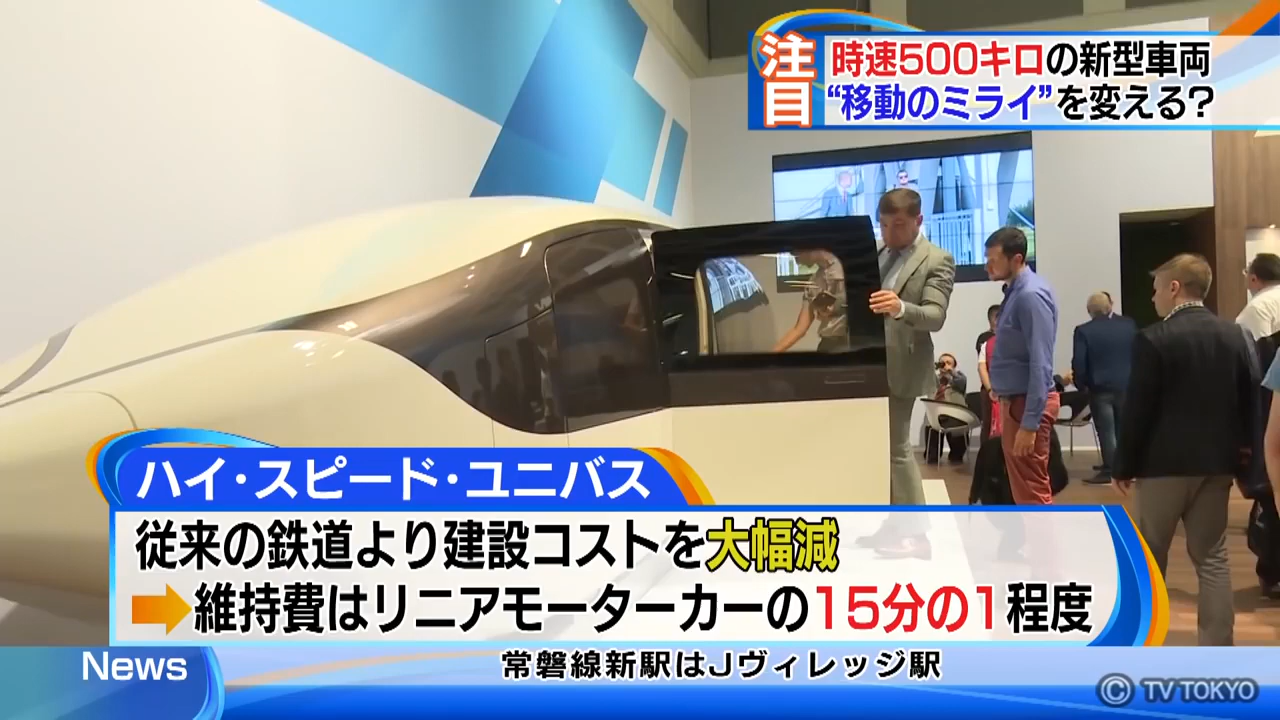 注目
時速500キロの新型車両
“移動のミライ”を変える？
ハイ・スピード・ユニバス
従来の鉄道より建設コストを大幅減
➡維持費はリニアモーターカーの15分の1程度
News
常磐線新駅はJヴィレッジ駅
© TV TOKYO